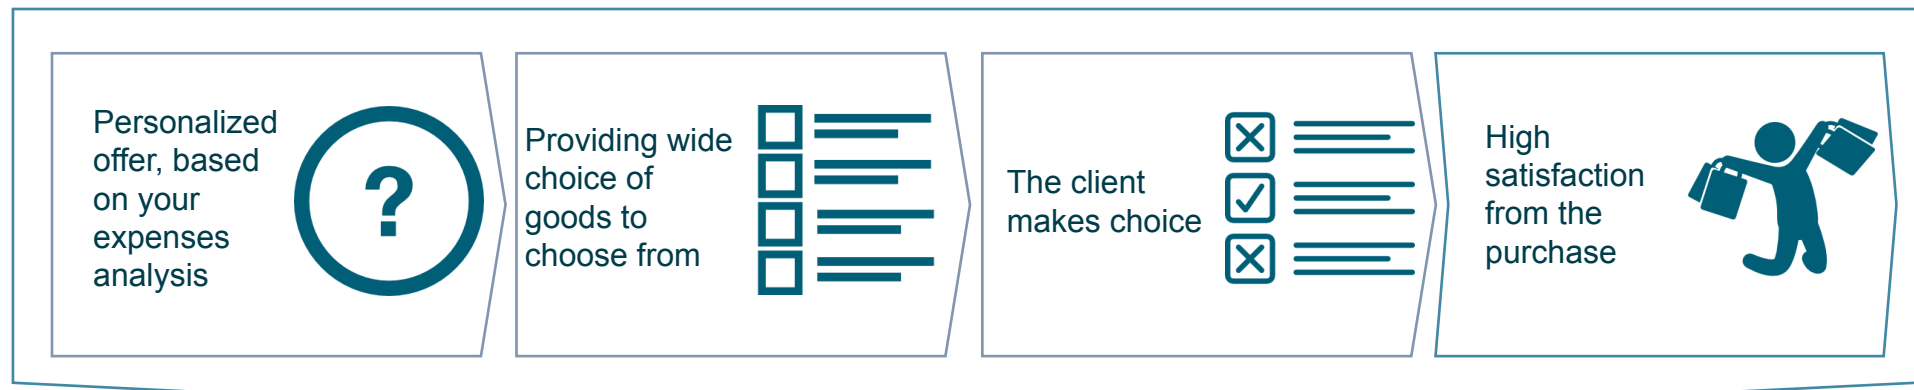 Personalized
offer, based
on your
expenses
analysis
?
Providing wide
choice of
goods to
choose from
The client
makes choice
High
satisfaction
from the
purchase